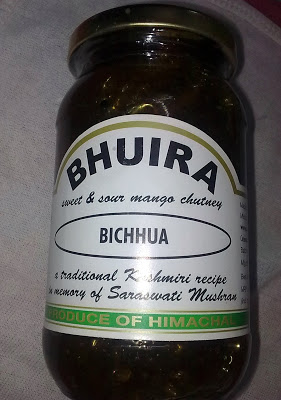 BHUIRA
sweet & sour mango chutney
BICHHUA
a traditional Kashmiri recipe
in memory of Saraswati Mushran
PRODUCE OF HIMACHAL